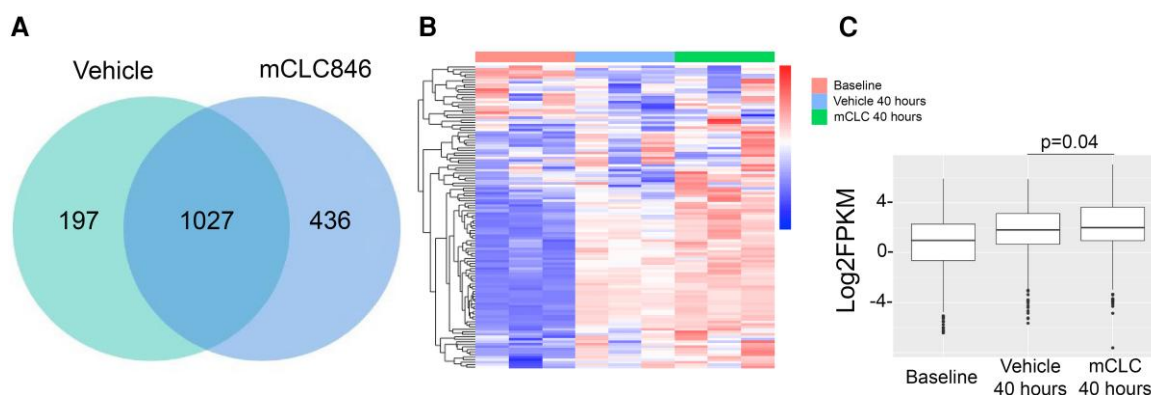 A
Vehicle
mCLC846
197
1027
436
B
Baseline
Vehicle 40 hours
mCLC 40 hours
C
p=0.04
Log2FPKM
4
0
-4
Baseline
Vehicle
40 hours
mCLC
40 hours